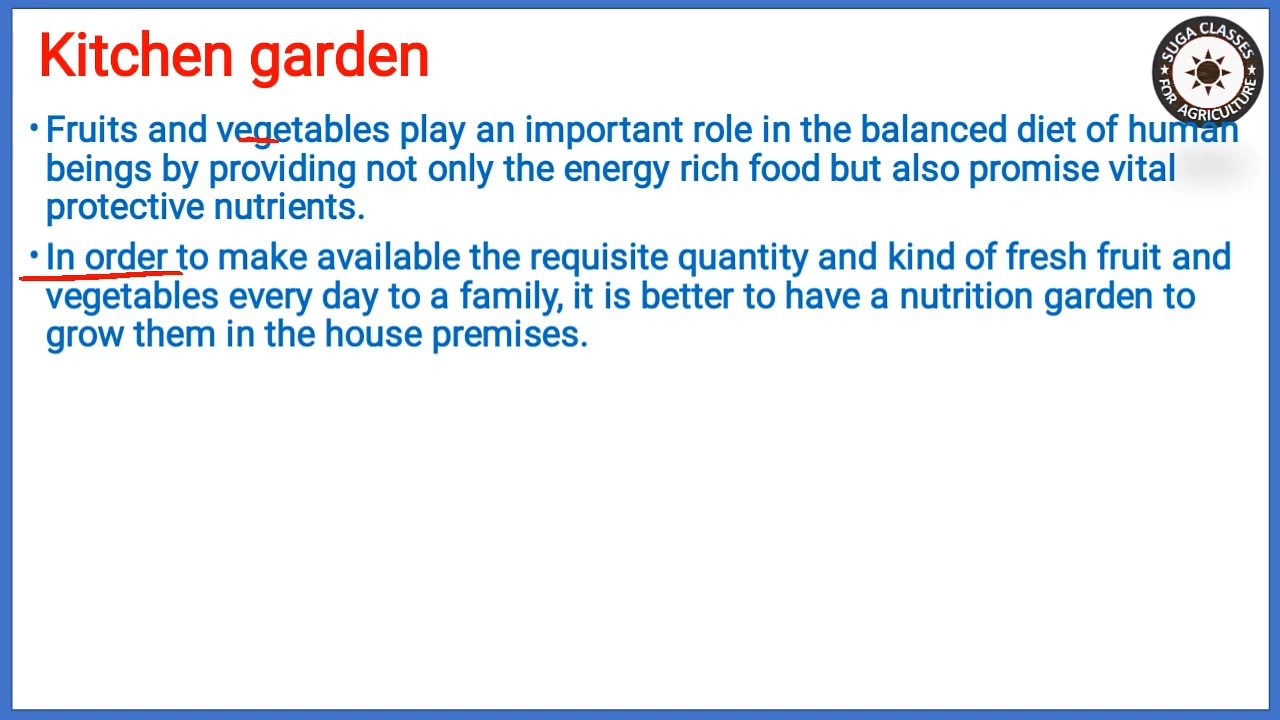 Kitchen garden
SUGA CLASSES
FOR AGRICULTURE
• Fruits and vegetables play an important role in the balanced diet of human
beings by providing not only the energy rich food but also promise vital
protective nutrients.
• In order to make available the requisite quantity and kind of fresh fruit and
vegetables every day to a family, it is better to have a nutrition garden to
grow them in the house premises.